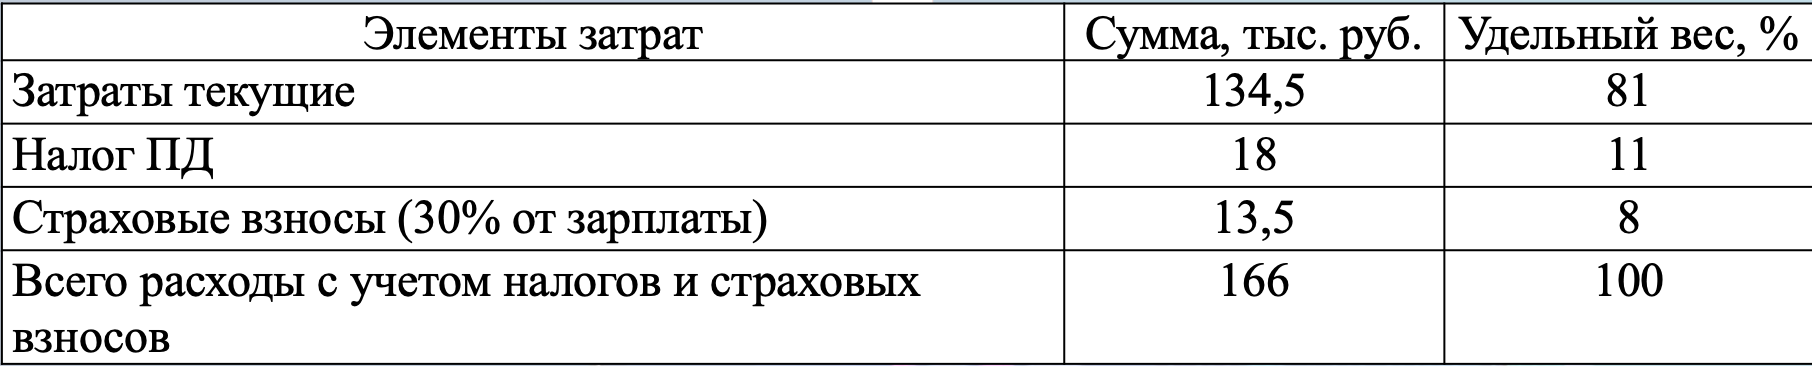 Элементы затрат Сумма, тыс. руб. Удельный вес, %
Затраты текущие 134,5 81
Налог ПД 18 11
Страховые взносы (30% от зарплаты) 13,5 8
Всего расходы с учетом налогов и страховых 166 100
взносов